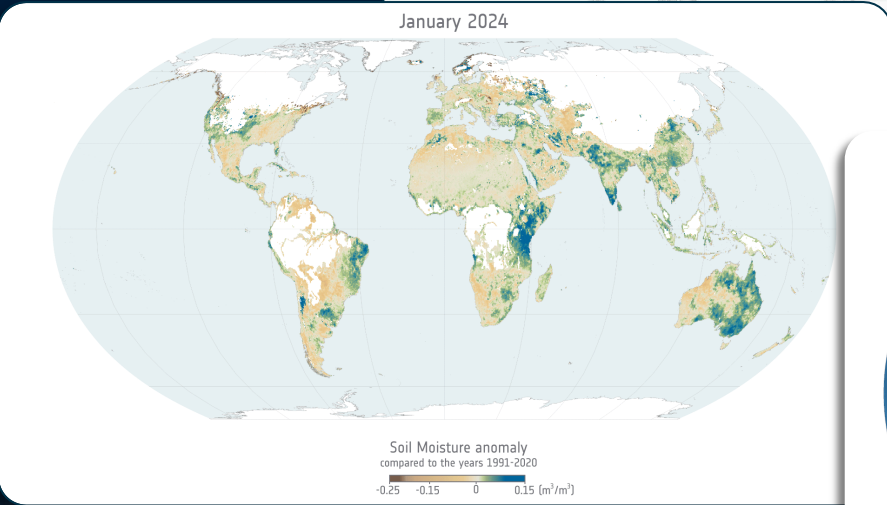 January 2024
Soil Moisture anomaly
compared to the years 1991-2020
-0.25 -0.15 0 0.15 (m³/m³)